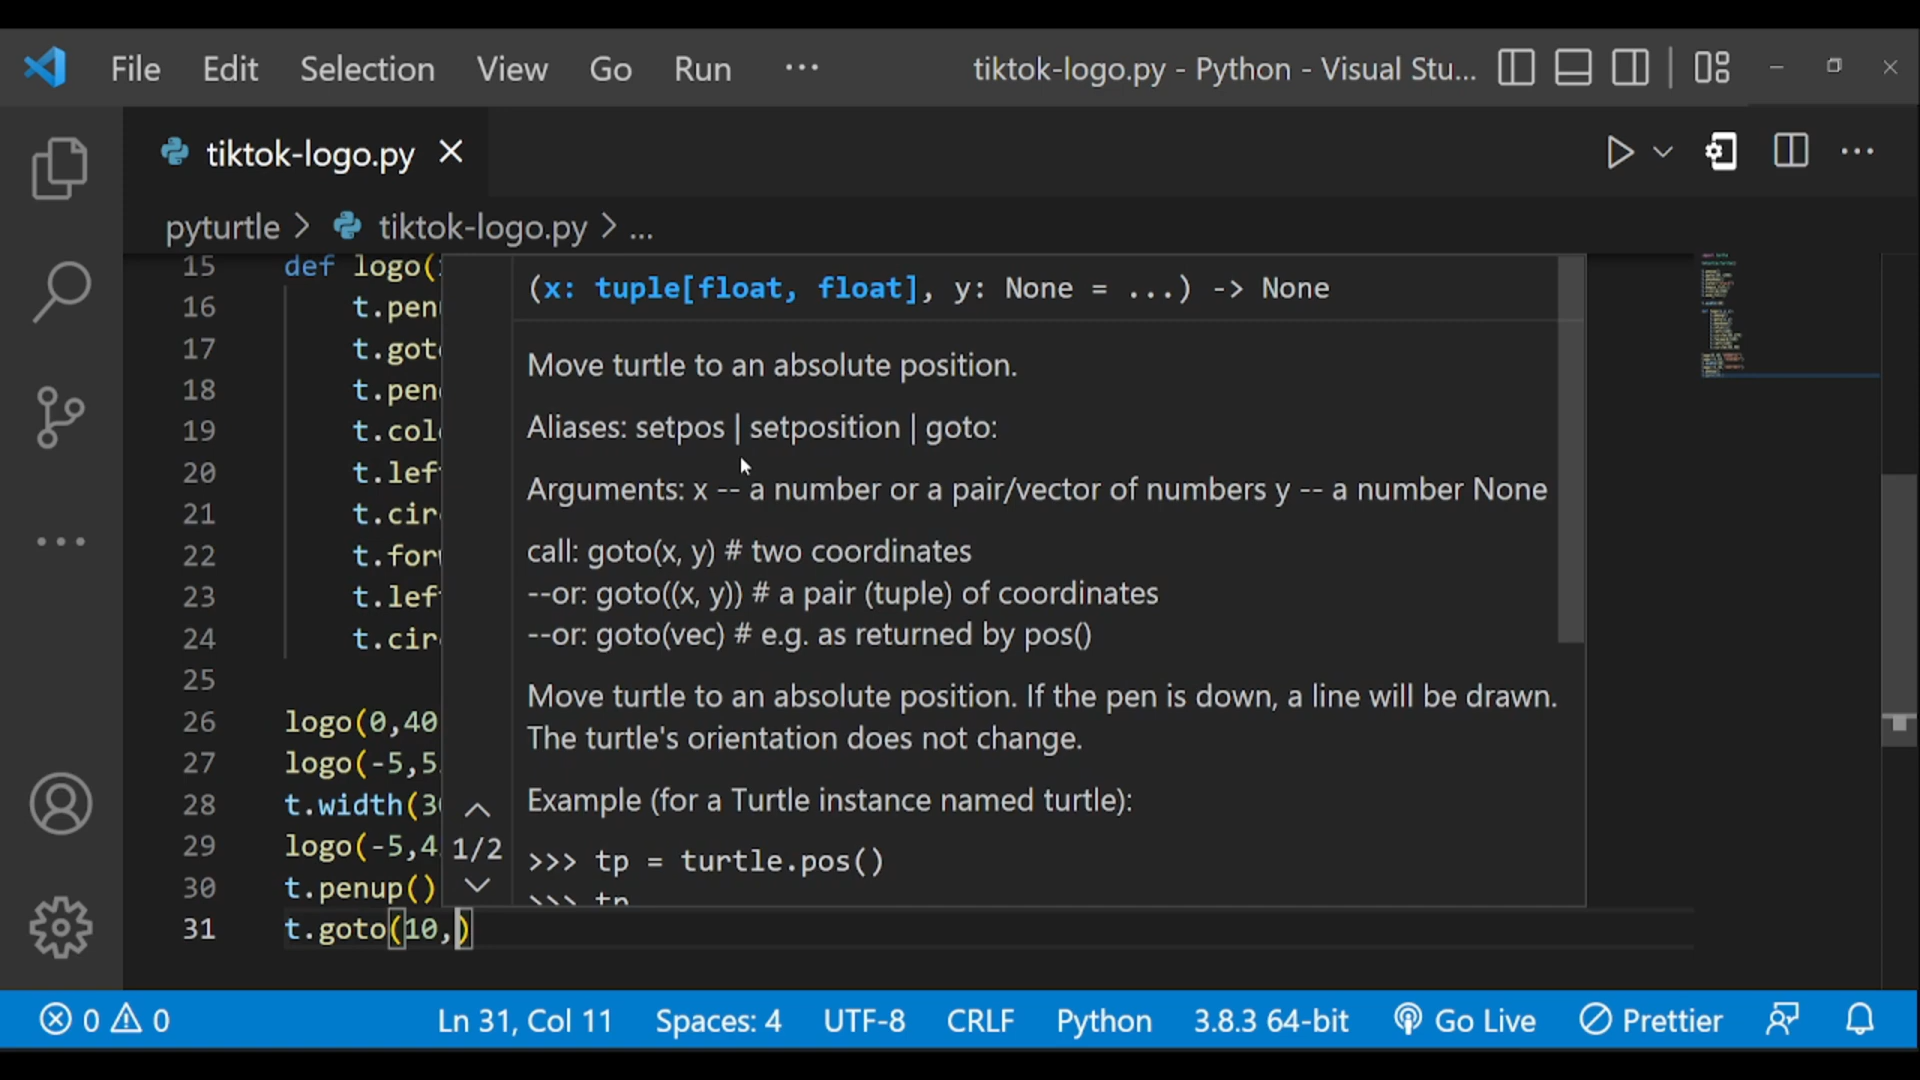 File Edit Selection View Go Run ··· tiktok-logo.py - Python - Visual Stu...
tiktok-logo.py
pyturtle > tiktok-logo.py > ...
15 def logo(
(x: tuple[float, float], y: None = ...) -> None
16 t.pen
17 t.goto
18 t.pen
19 t.col
20 t.lef
21 t.cir
22 t.for
23 t.lef
24 t.cir
25
26 logo(0,40
27 logo(-5,5
28 t.width(30
29 logo(-5,4
30 t.penup()
31 t.goto(10,)
Move turtle to an absolute position.
Aliases: setpos | setposition | goto:
Arguments: x -- a number or a pair/vector of numbers y -- a number None
call: goto(x, y) # two coordinates
--or: goto((x, y)) # a pair (tuple) of coordinates
--or: goto(vec) # e.g. as returned by pos()
Move turtle to an absolute position. If the pen is down, a line will be drawn.
The turtle's orientation does not change.
Example (for a Turtle instance named turtle):
>>> tp = turtle.pos()
>>> tp
1/2
0 0 Ln 31, Col 11 Spaces: 4 UTF-8 CRLF Python 3.8.3 64-bit Go Live Prettier